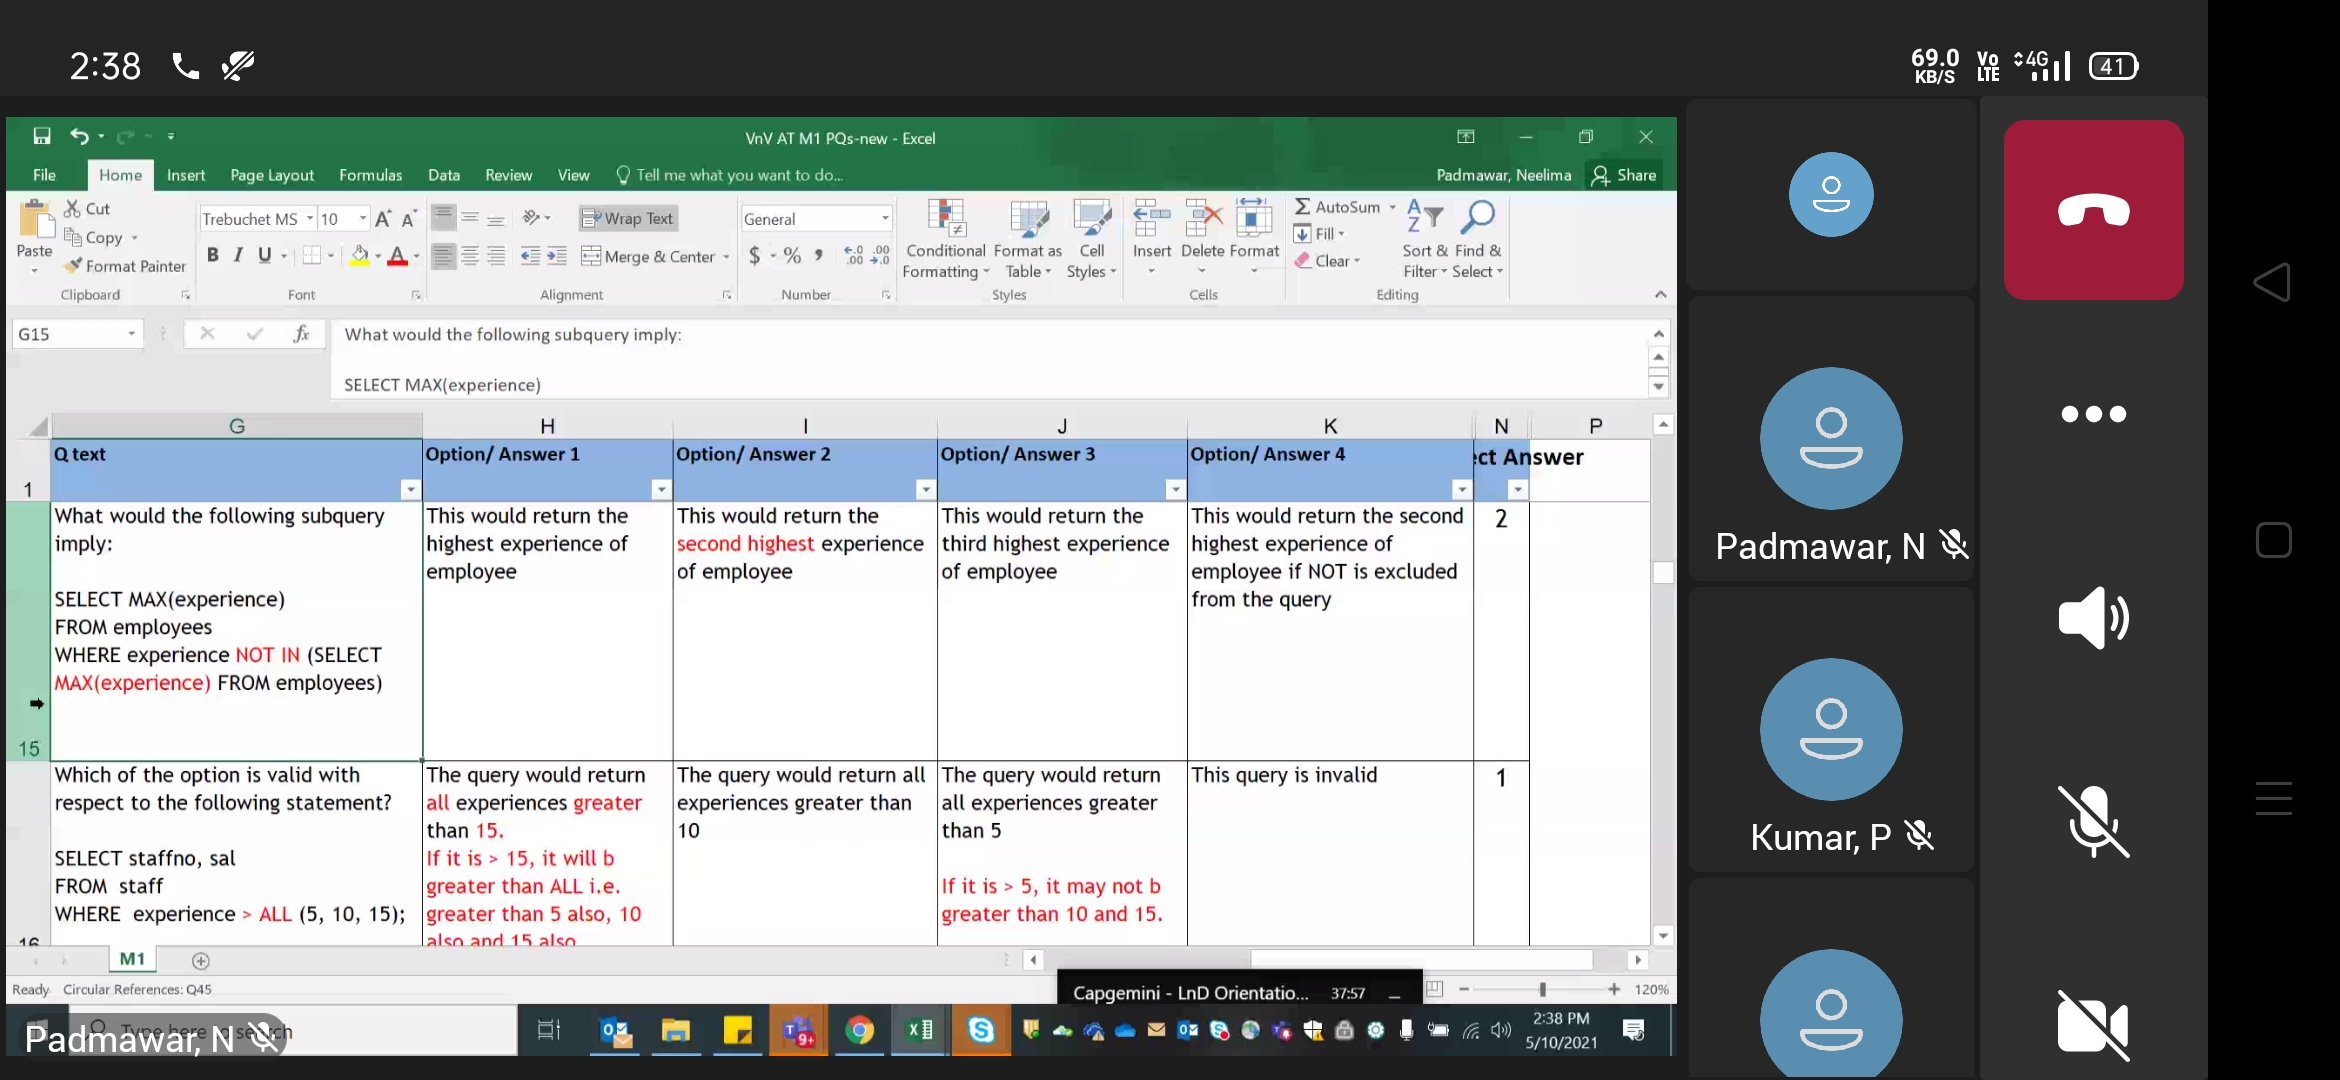 2:38
69.0
KB/S
Vo
LTE
4G
41
VnV AT M1 PQs-new - Excel
File
Home
Insert
Page Layout
Formulas
Data
Review
View
Tell me what you want to do...
Padmawar, Neelima
Share
Paste
Cut
Copy
Format Painter
Clipboard
Trebuchet MS
10
A A
B I U
A
Font
Wrap Text
Merge & Center
Alignment
General
$ % ,
←.0 .00
.00 →.0
Number
Conditional
Formatting
Format as
Table
Cell
Styles
Styles
Insert
Delete
Format
Cells
Σ AutoSum
Fill
Clear
Sort &
Filter
Find &
Select
Editing
G15
fx
What would the following subquery imply:
SELECT MAX(experience)
G
H
I
J
K
N
P
1
Q text
Option/ Answer 1
Option/ Answer 2
Option/ Answer 3
Option/ Answer 4
ct Answer
15
What would the following subquery
imply:
SELECT MAX(experience)
FROM employees
WHERE experience NOT IN (SELECT
MAX(experience) FROM employees)
This would return the
highest experience of
employee
This would return the
second highest experience
of employee
This would return the
third highest experience
of employee
This would return the second
highest experience of
employee if NOT is excluded
from the query
2
16
Which of the option is valid with
respect to the following statement?
SELECT staffno, sal
FROM  staff
WHERE  experience > ALL (5, 10, 15);
The query would return
all experiences greater
than 15.
If it is > 15, it will b
greater than ALL i.e.
greater than 5 also, 10
also and 15 also
The query would return all
experiences greater than
10
The query would return
all experiences greater
than 5
If it is > 5, it may not b
greater than 10 and 15.
This query is invalid
1
M1
Ready
Circular References: Q45
Capgemini - LnD Orientatio...
37:57
120%
Type here to search
Padmawar, N
9+
2:38 PM
5/10/2021
Padmawar, N
Kumar, P